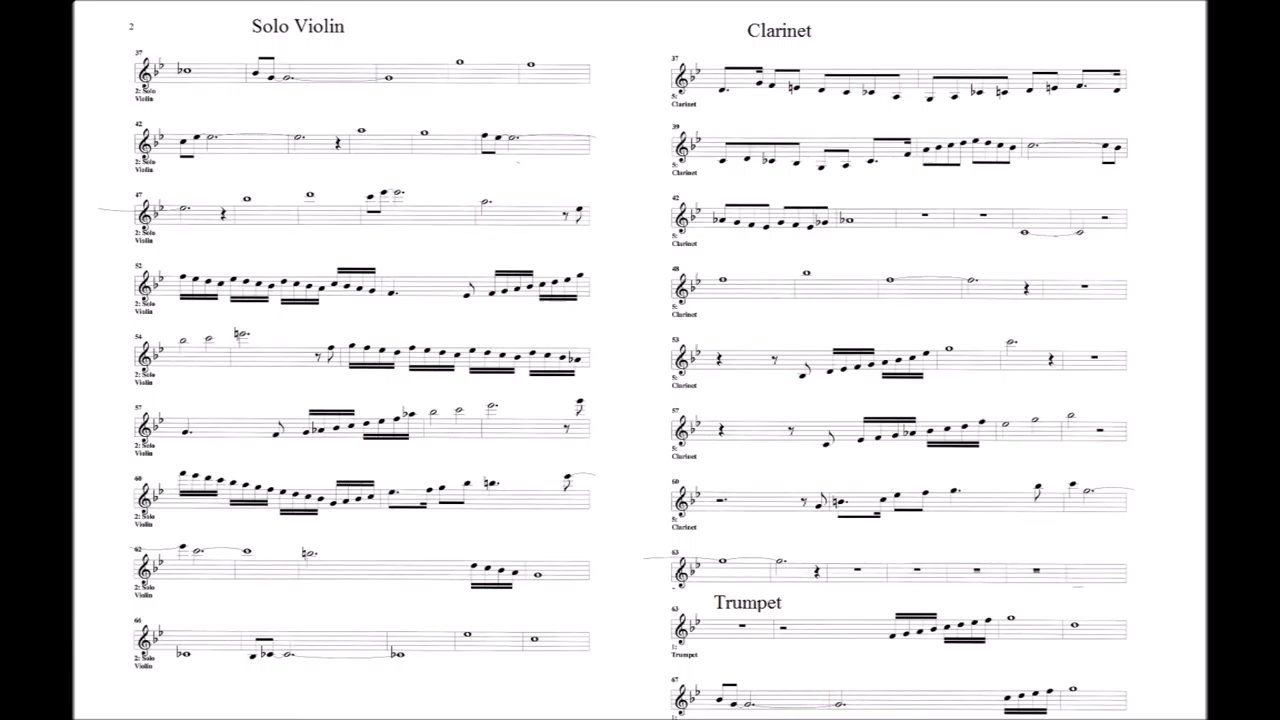 2
Solo Violin
37
2: Solo
Violin
42
2: Solo
Violin
47
2: Solo
Violin
52
2: Solo
Violin
54
2: Solo
Violin
57
2: Solo
Violin
60
2: Solo
Violin
62
2: Solo
Violin
66
2: Solo
Violin
Clarinet
37
5:
Clarinet
39
5:
Clarinet
42
5:
Clarinet
48
5:
Clarinet
53
5:
Clarinet
57
5:
Clarinet
60
5:
Clarinet
63
Trumpet
63
1:
Trumpet
67
1: